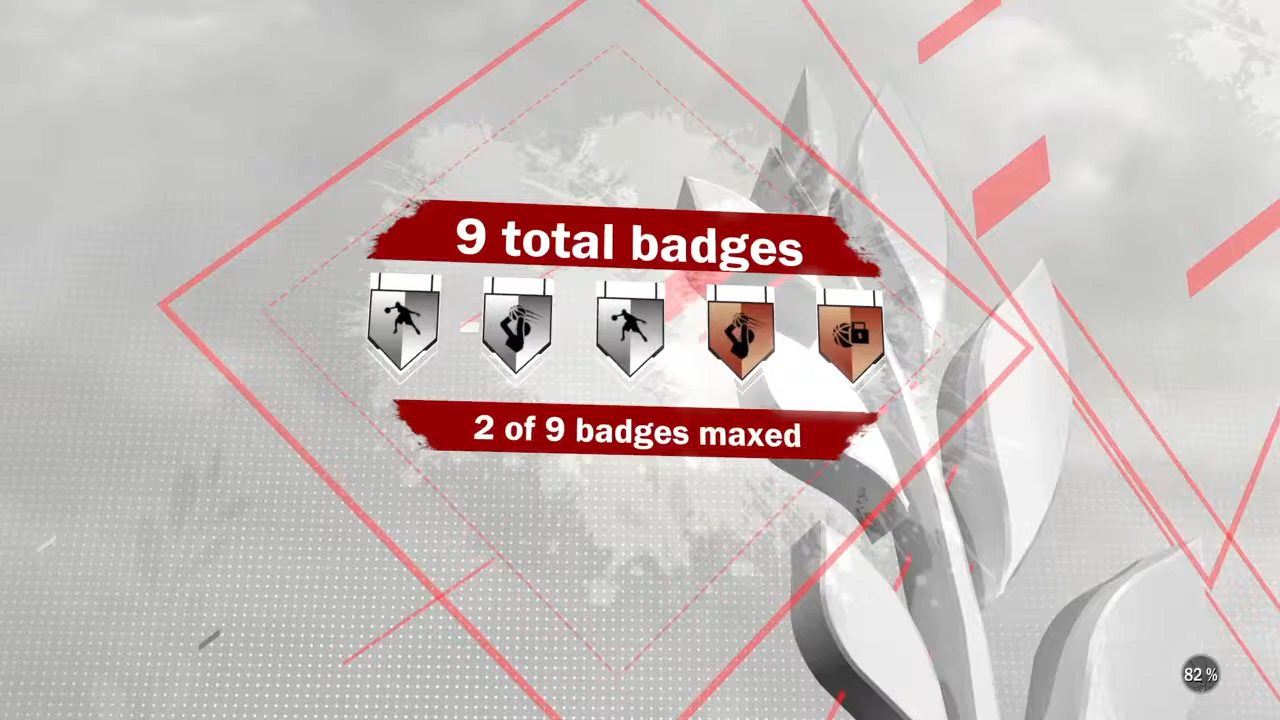 9 total badges
2 of 9 badges maxed
82 %